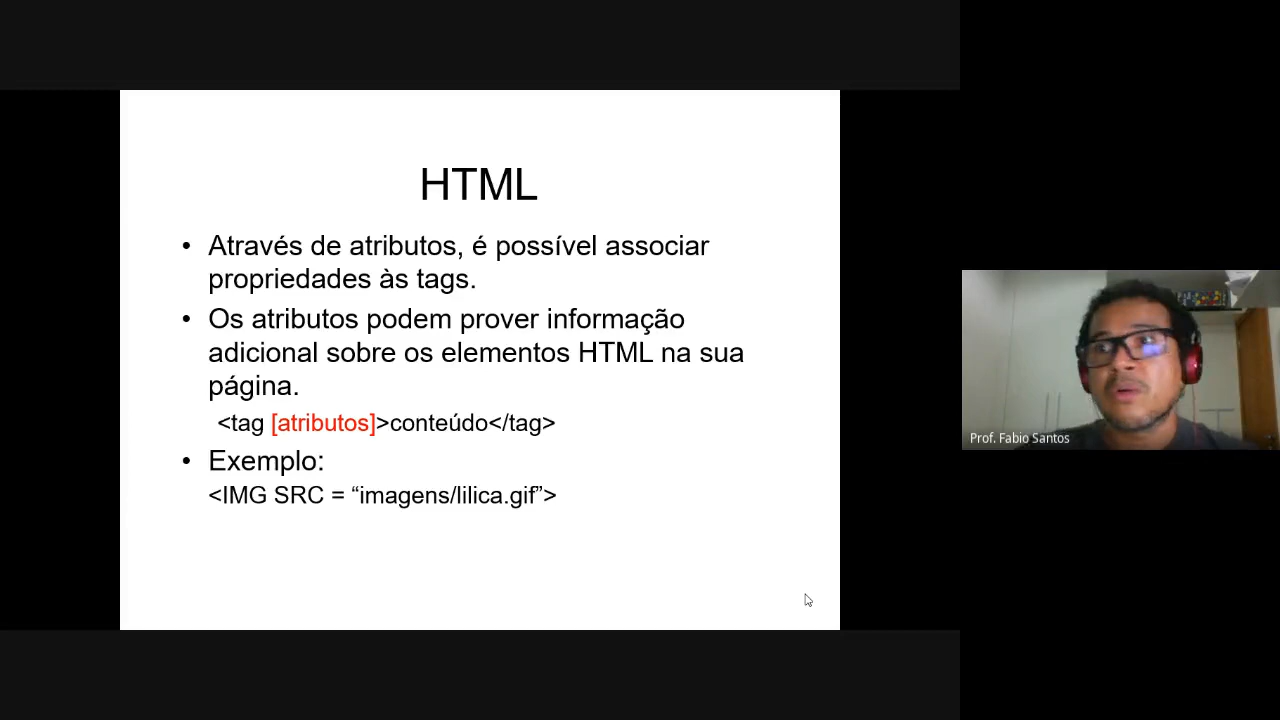 HTML
• Através de atributos, é possível associar
propriedades às tags.
• Os atributos podem prover informação
adicional sobre os elementos HTML na sua
página.
<tag [atributos]>conteúdo</tag>
• Exemplo:
<IMG SRC = “imagens/lilica.gif”>
Prof. Fabio Santos